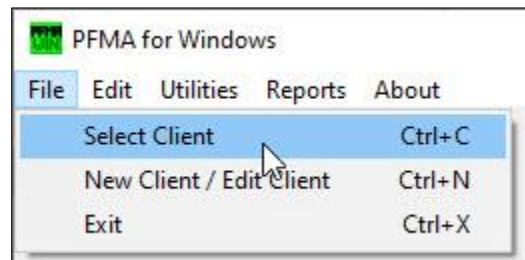 PFMA for Windows
File Edit Utilities Reports About
Select Client Ctrl+C
New Client / Edit Client Ctrl+N
Exit Ctrl+X